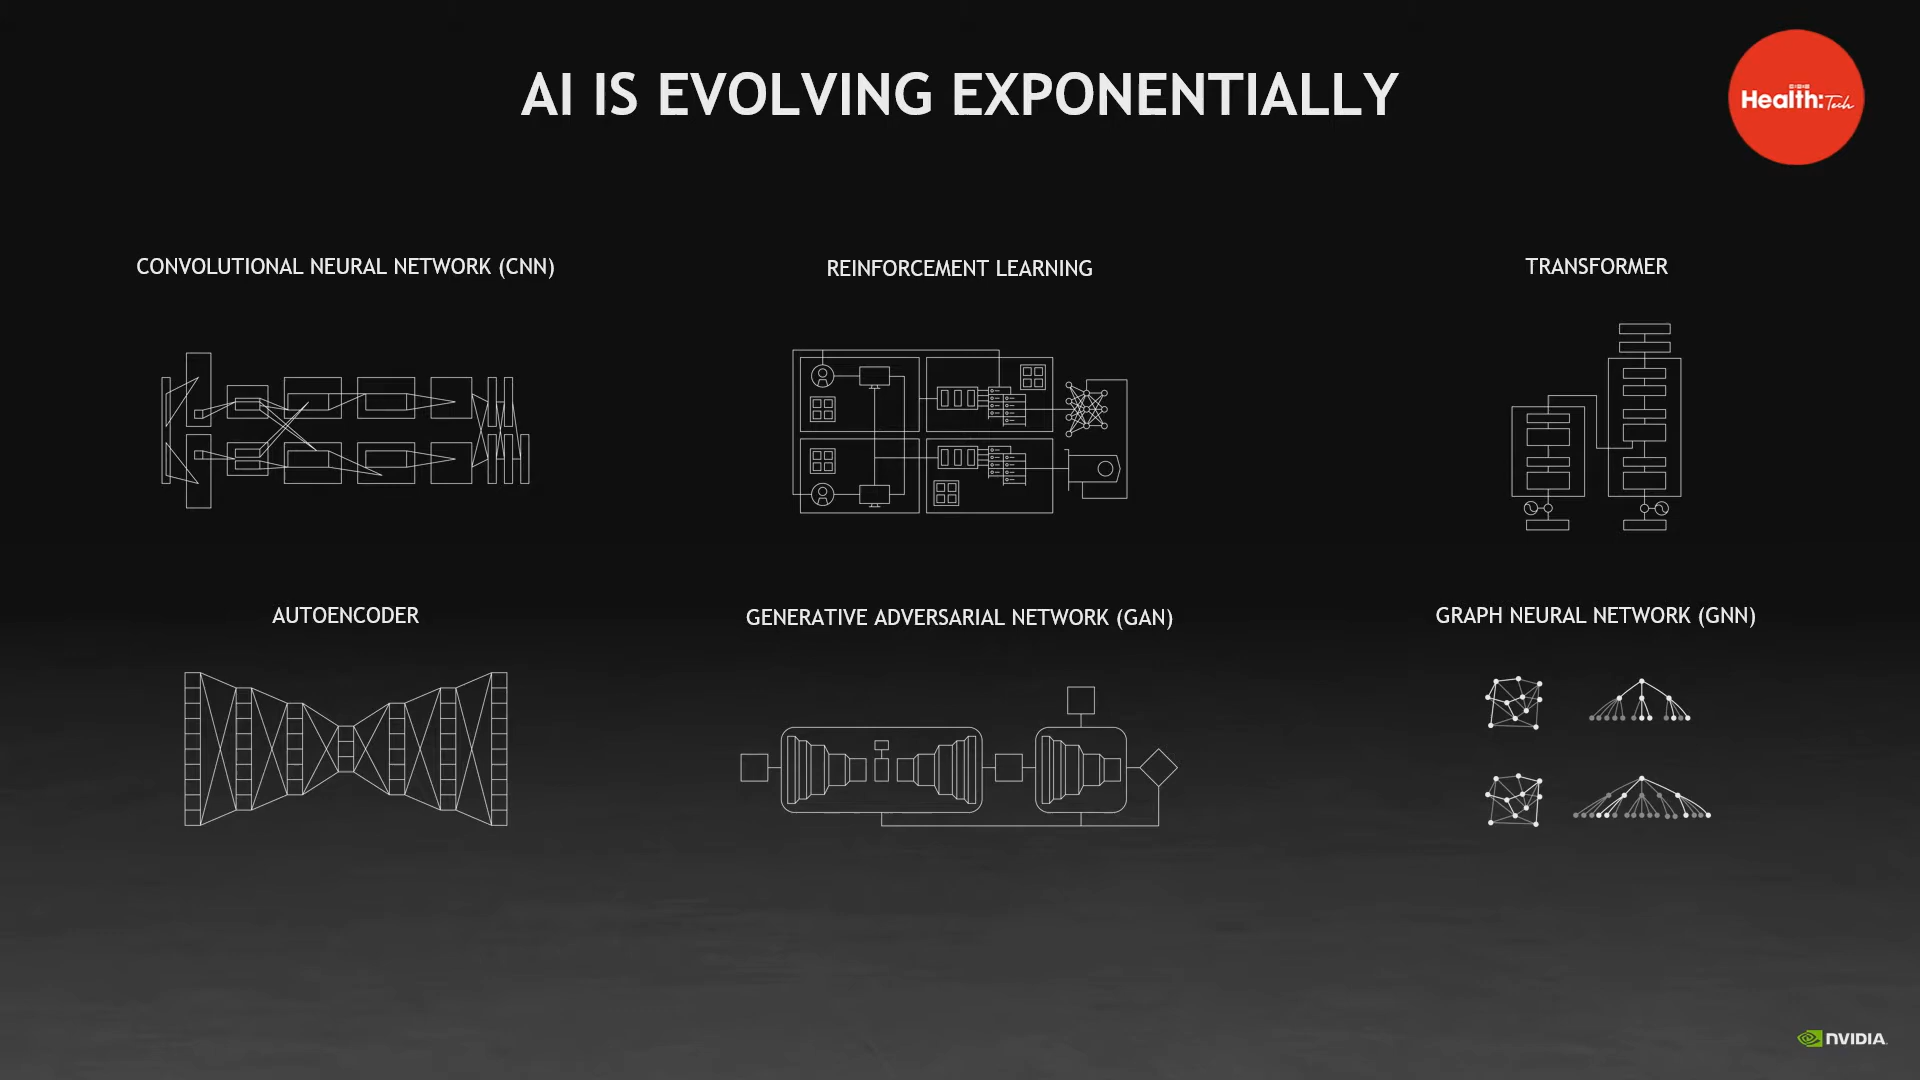 AI IS EVOLVING EXPONENTIALLY
Health:Tech
CONVOLUTIONAL NEURAL NETWORK (CNN)
REINFORCEMENT LEARNING
TRANSFORMER
AUTOENCODER
GENERATIVE ADVERSARIAL NETWORK (GAN)
GRAPH NEURAL NETWORK (GNN)
NVIDIA